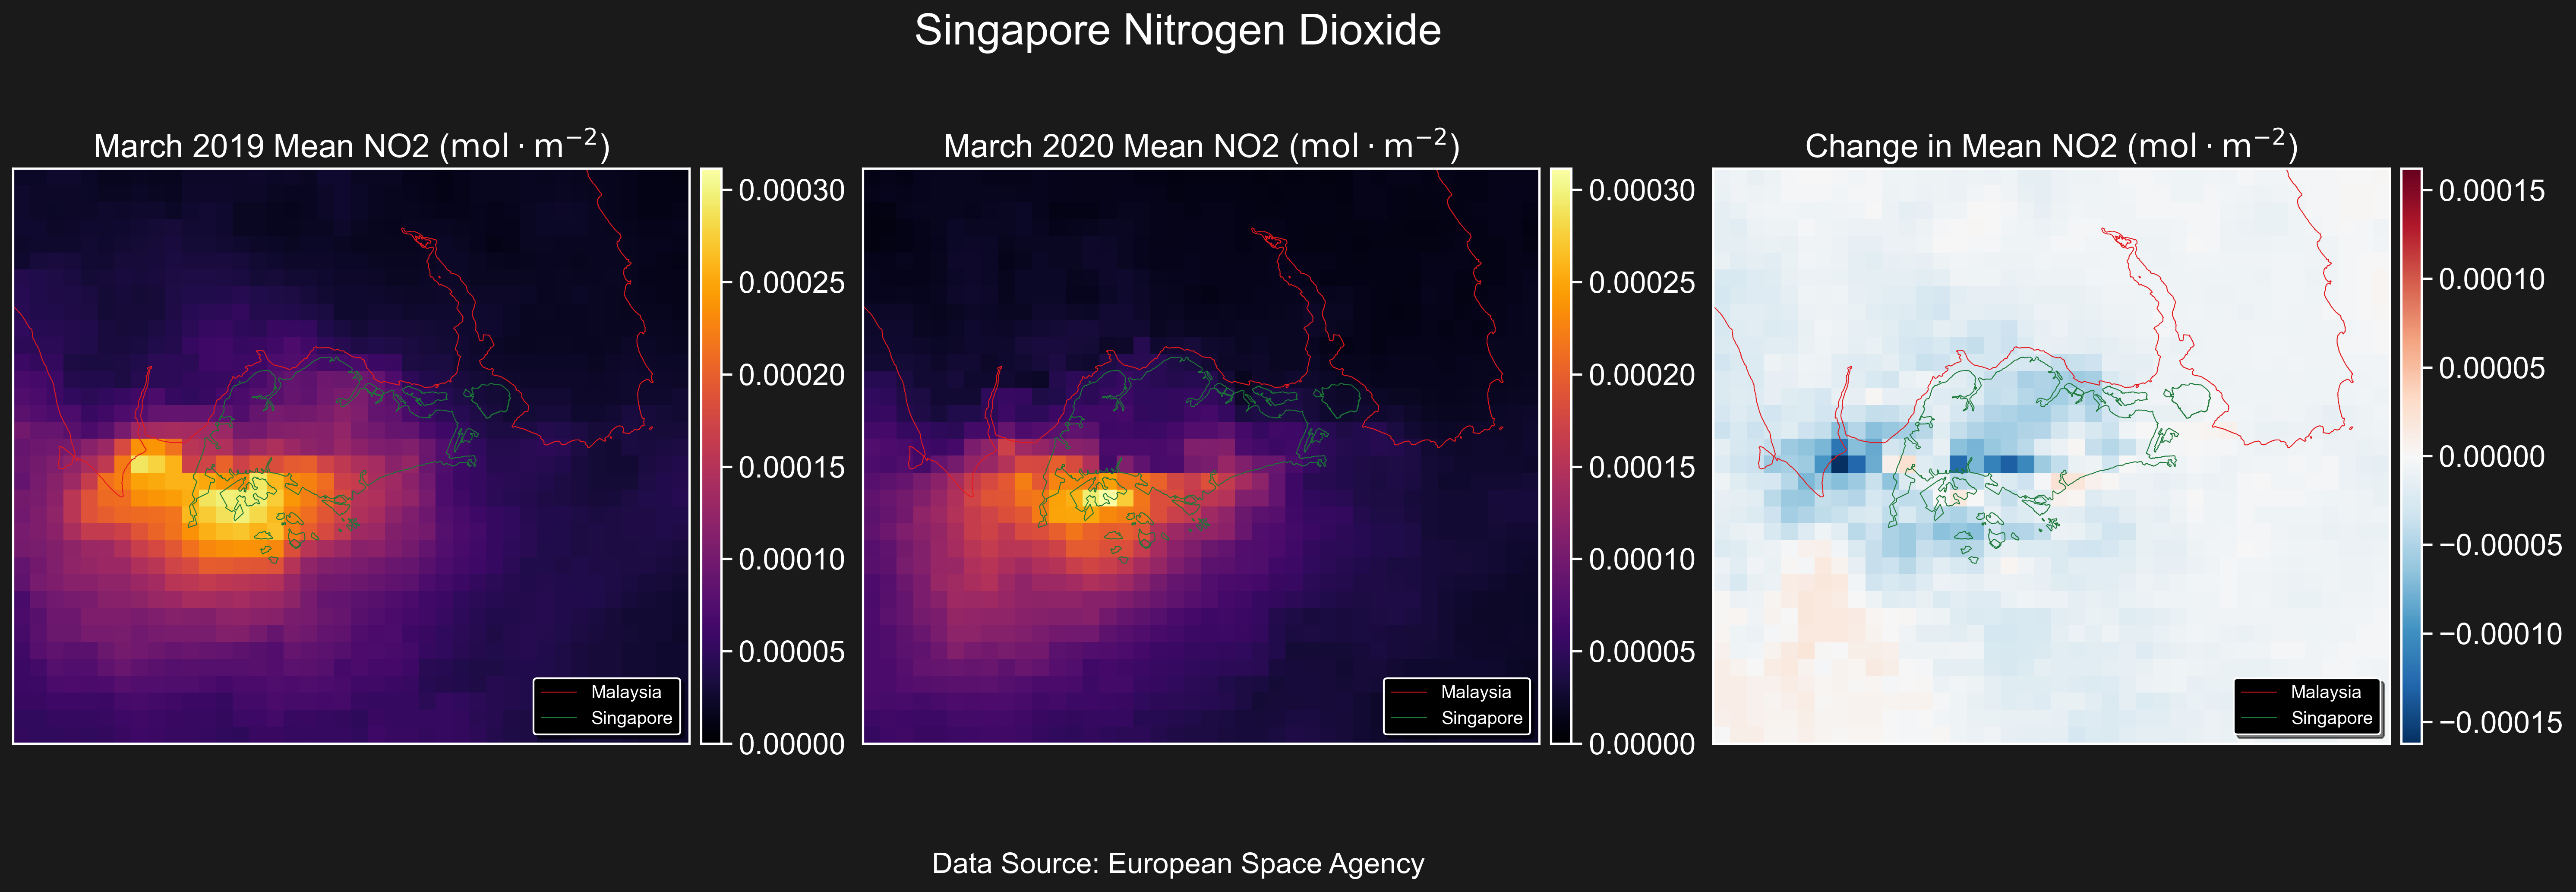 Singapore Nitrogen Dioxide
March 2019 Mean NO2 (mol · m⁻²)
0.00030
0.00025
0.00020
0.00015
0.00010
0.00005
0.00000
Malaysia
Singapore
March 2020 Mean NO2 (mol · m⁻²)
0.00030
0.00025
0.00020
0.00015
0.00010
0.00005
0.00000
Malaysia
Singapore
Change in Mean NO2 (mol · m⁻²)
0.00015
0.00010
0.00005
0.00000
−0.00005
−0.00010
−0.00015
Malaysia
Singapore
Data Source: European Space Agency